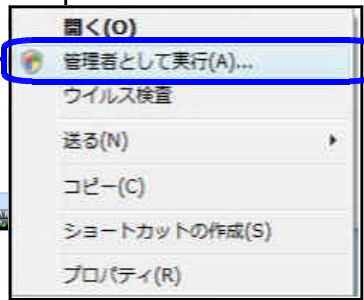 開く(O)
管理者として実行(A)...
ウイルス検査
送る(N)
コピー(C)
ショートカットの作成(S)
プロパティ(R)